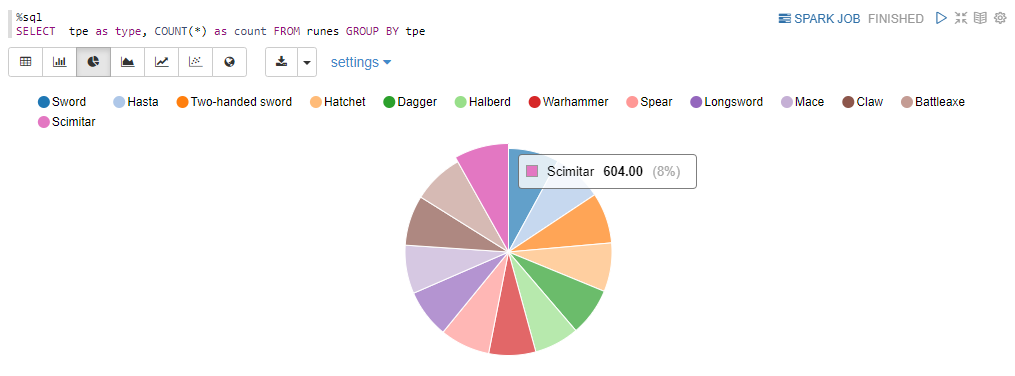 %sql
SPARK JOB FINISHED
SELECT  tpe as type, COUNT(*) as count FROM runes GROUP BY tpe
settings
Sword Hasta Two-handed sword Hatchet Dagger Halberd Warhammer Spear Longsword Mace Claw Battleaxe
Scimitar
Scimitar 604.00 (8%)